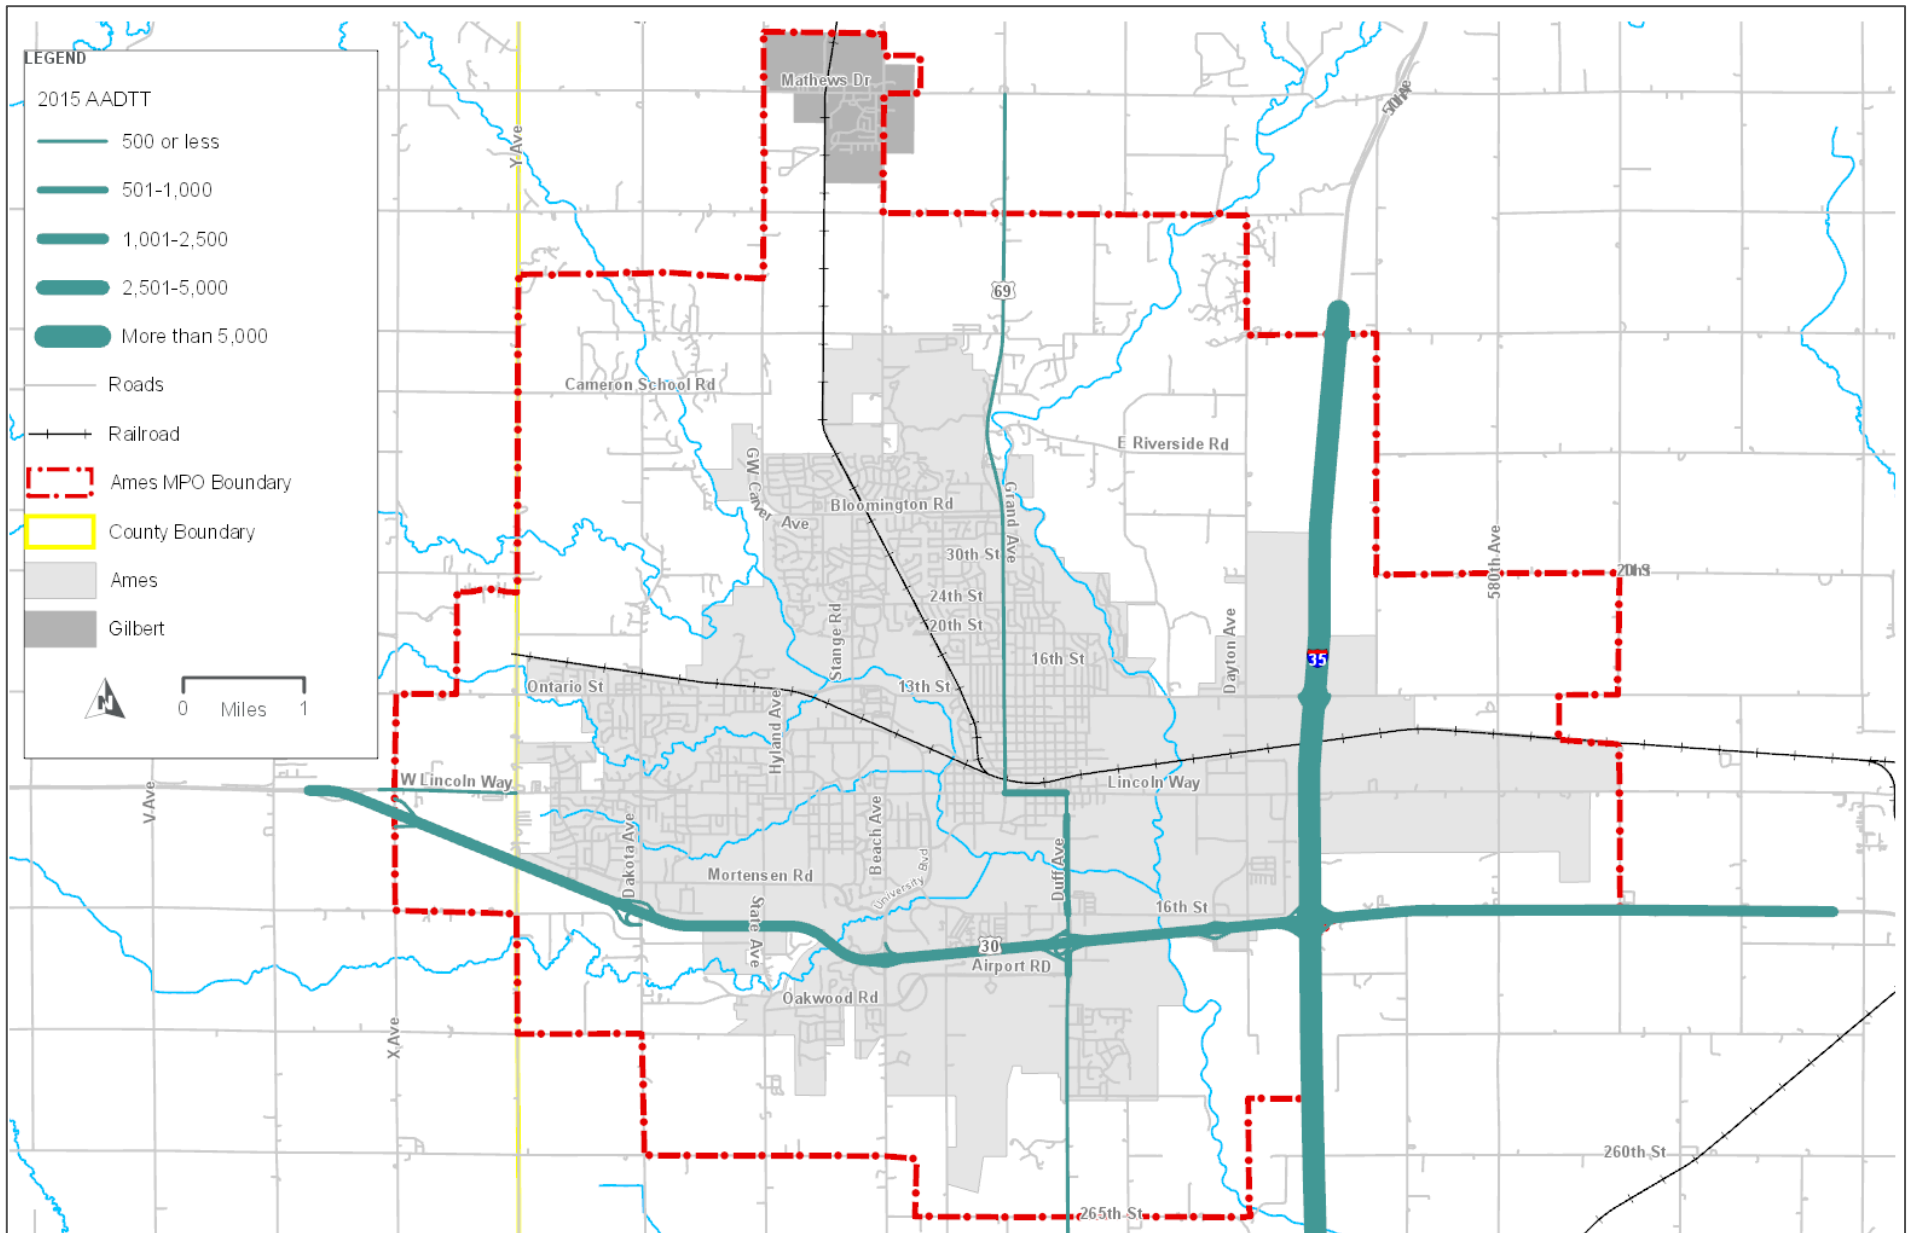 LEGEND
2015 AADTT
500 or less
501-1,000
1,001-2,500
2,501-5,000
More than 5,000
Roads
Railroad
Ames MPO Boundary
County Boundary
Ames
Gilbert
N
0 Miles 1
Mathews Dr
Y Ave
69
Cameron School Rd
E Riverside Rd
GW Carver Ave
Bloomington Rd
Grand Ave
30th St
580th Ave
24th St
20th St
Stange Rd
Dayton Ave
16th St
35
Ontario St
13th St
Hyland Ave
W Lincoln Way
Lincoln Way
V Ave
Dakota Ave
Beach Ave
Duff Ave
Mortensen Rd
University Blvd
16th St
State Ave
30
Airport RD
Oakwood Rd
X Ave
260th St
265th St